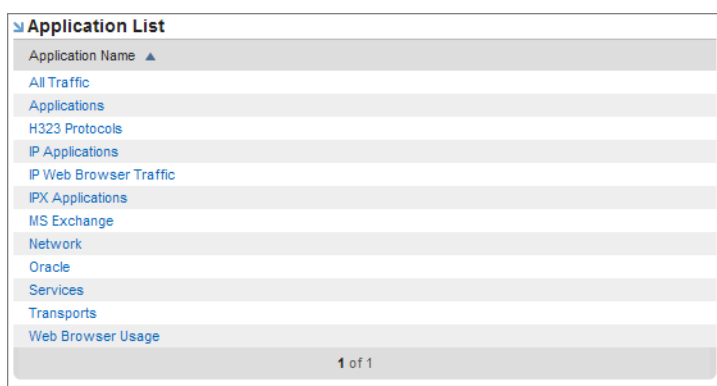 Application List
Application Name ▲
All Traffic
Applications
H323 Protocols
IP Applications
IP Web Browser Traffic
IPX Applications
MS Exchange
Network
Oracle
Services
Transports
Web Browser Usage
1 of 1